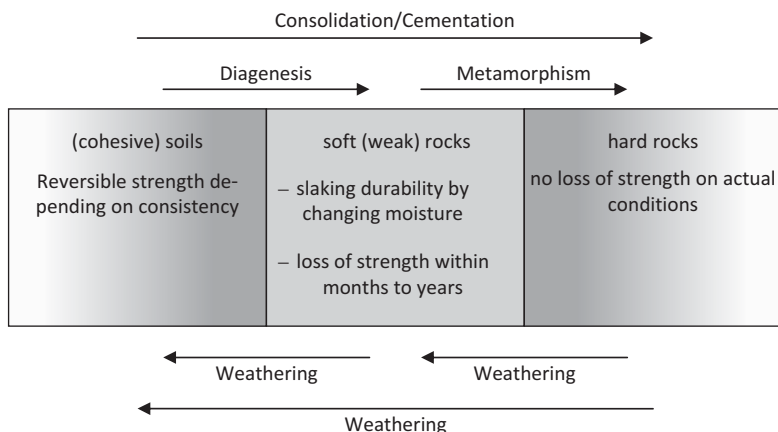 Consolidation/Cementation
Diagenesis
Metamorphism
(cohesive) soils
Reversible strength de-
pending on consistency
soft (weak) rocks
– slaking durability by
changing moisture
– loss of strength within
months to years
hard rocks
no loss of strength on actual
conditions
Weathering
Weathering
Weathering